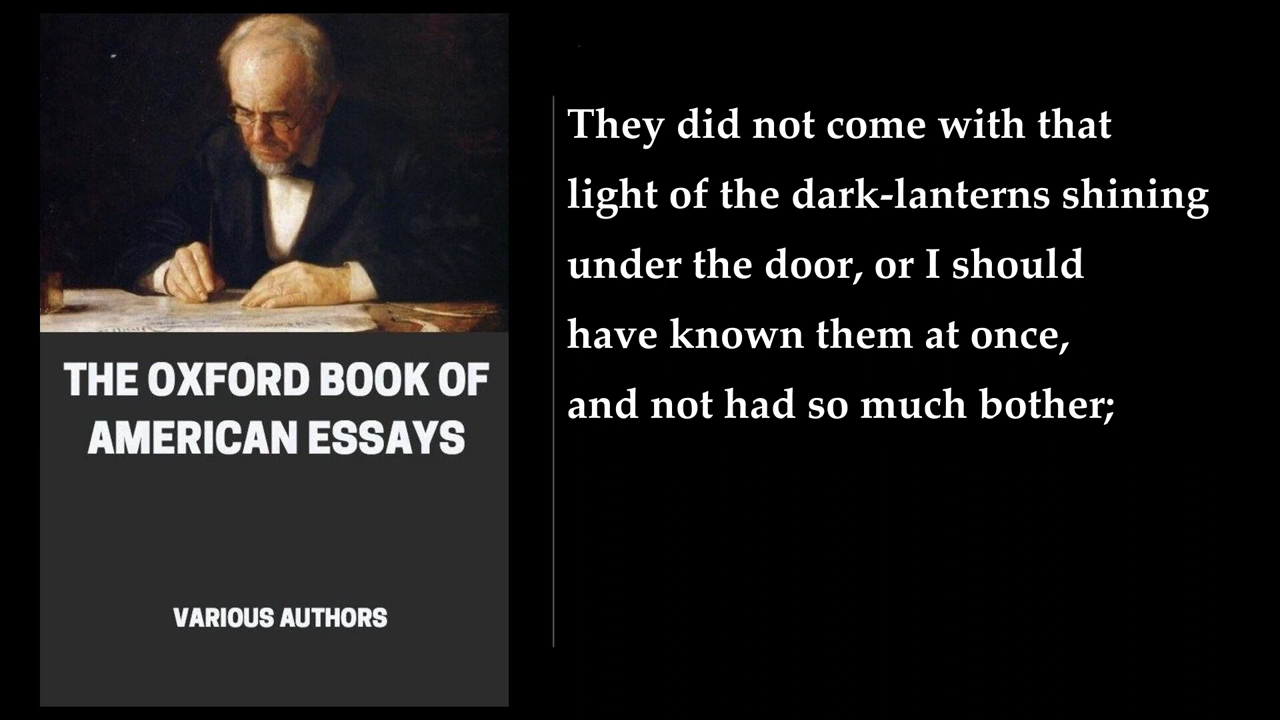 THE OXFORD BOOK OF
AMERICAN ESSAYS
VARIOUS AUTHORS
They did not come with that
light of the dark-lanterns shining
under the door, or I should
have known them at once,
and not had so much bother;